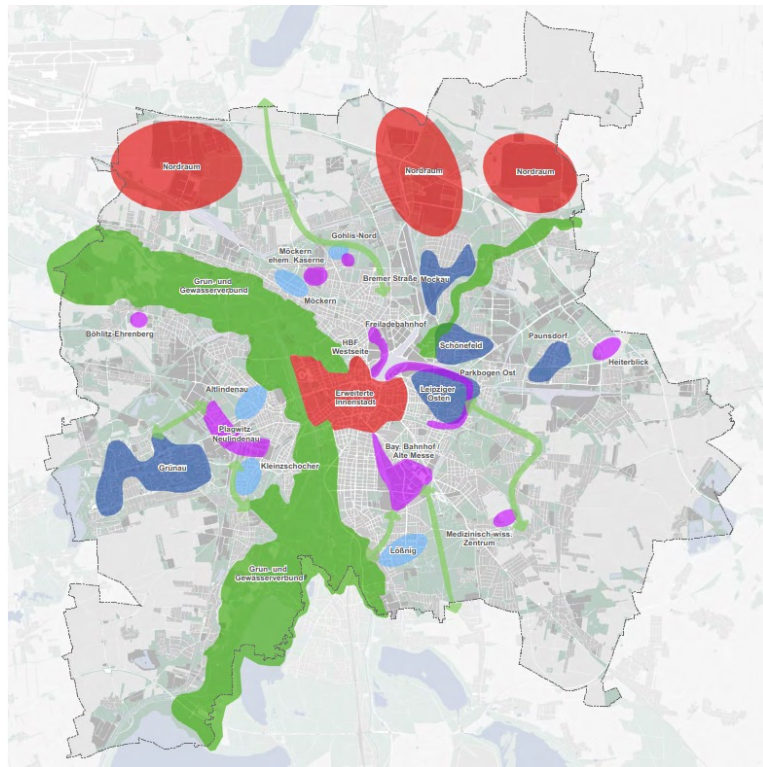 Nordraum
Nordraum
Nordraum
Gohlis-Nord
Möckern
ehem. Kaserne
Bremer Straße
Mockau
Grün- und
Gewässerverbund
Möckern
Freiladebahnhof
Böhlitz-Ehrenberg
HBF
Westseite
Schönefeld
Paunsdorf
Heiterblick
Parkbogen Ost
Altlindenau
Erweiterte
Innenstadt
Leipziger
Osten
Plagwitz-
Neulindenau
Bay. Bahnhof /
Alte Messe
Grünau
Kleinzschocher
Medizinisch-wiss.
Zentrum
Lößnig
Grün- und
Gewässerverbund